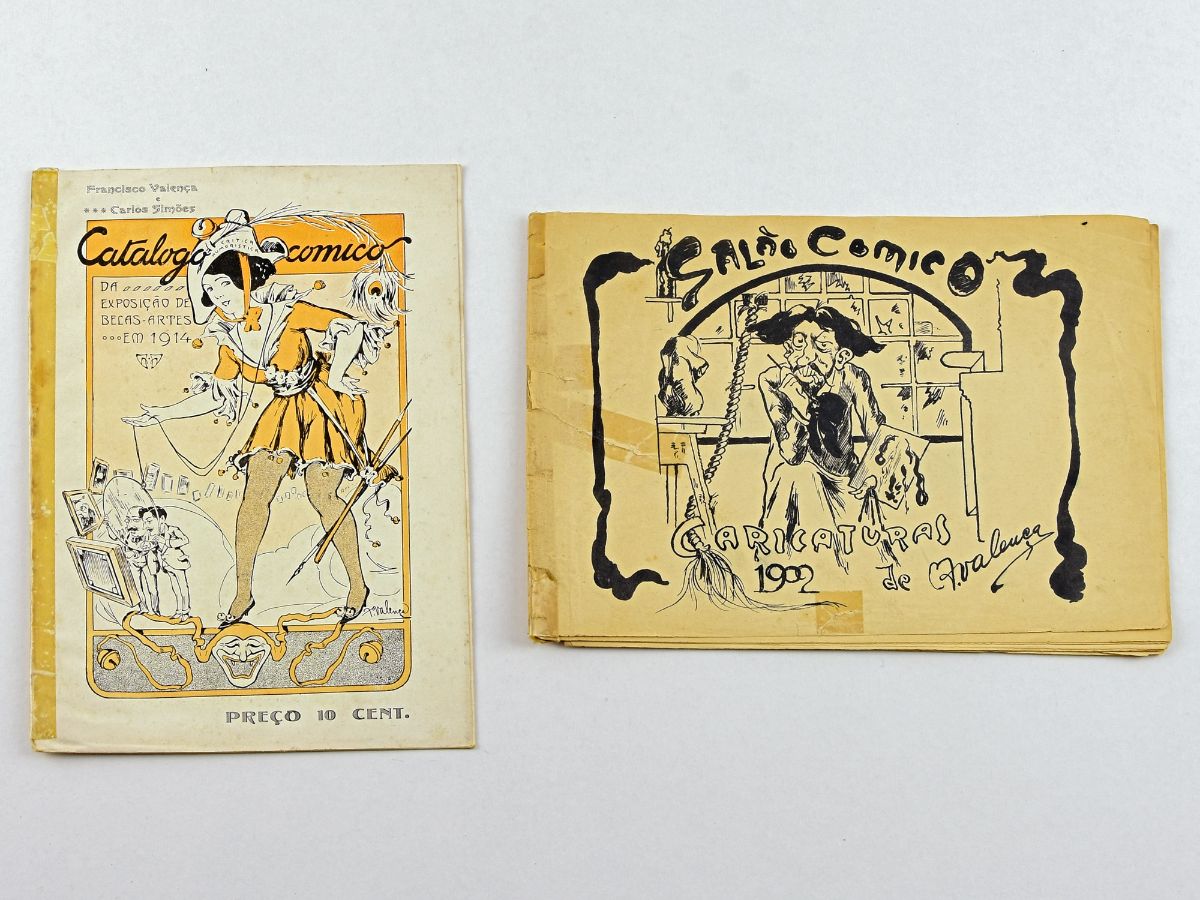 Francisco Valença
e
*** Carlos Simões
Catalogo comico
CRITICA
HUMORISTICA
DA
EXPOSIÇÃO DE
BELAS-ARTES
EM 1914
F Valença
PREÇO 10 CENT.
SALÃO COMICO
CARICATURAS
1902 de F. Valença